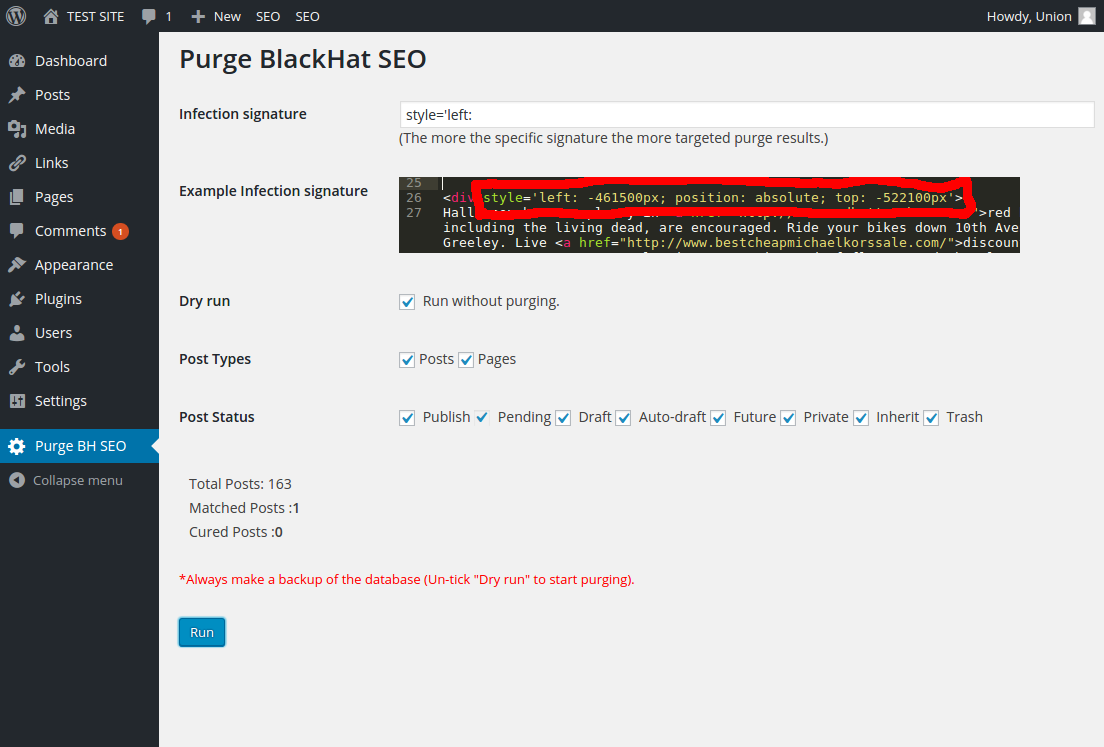 TEST SITE 1 New SEO SEO Howdy, Union
Dashboard
Posts
Media
Links
Pages
Comments 1
Appearance
Plugins
Users
Tools
Settings
Purge BH SEO
Collapse menu
Purge BlackHat SEO
Infection signature style='left:
(The more the specific signature the more targeted purge results.)
Example Infection signature
25
26 <div style='left: -461500px; position: absolute; top: -522100px'>
27 ">red
including the living dead, are encouraged. Ride your bikes down 10th Ave
Greeley. Live <a href="http://www.bestcheapmichaelkorssale.com/">discoun
Dry run Run without purging.
Post Types Posts Pages
Post Status Publish Pending Draft Auto-draft Future Private Inherit Trash
Total Posts: 163
Matched Posts :1
Cured Posts :0
*Always make a backup of the database (Un-tick "Dry run" to start purging).
Run